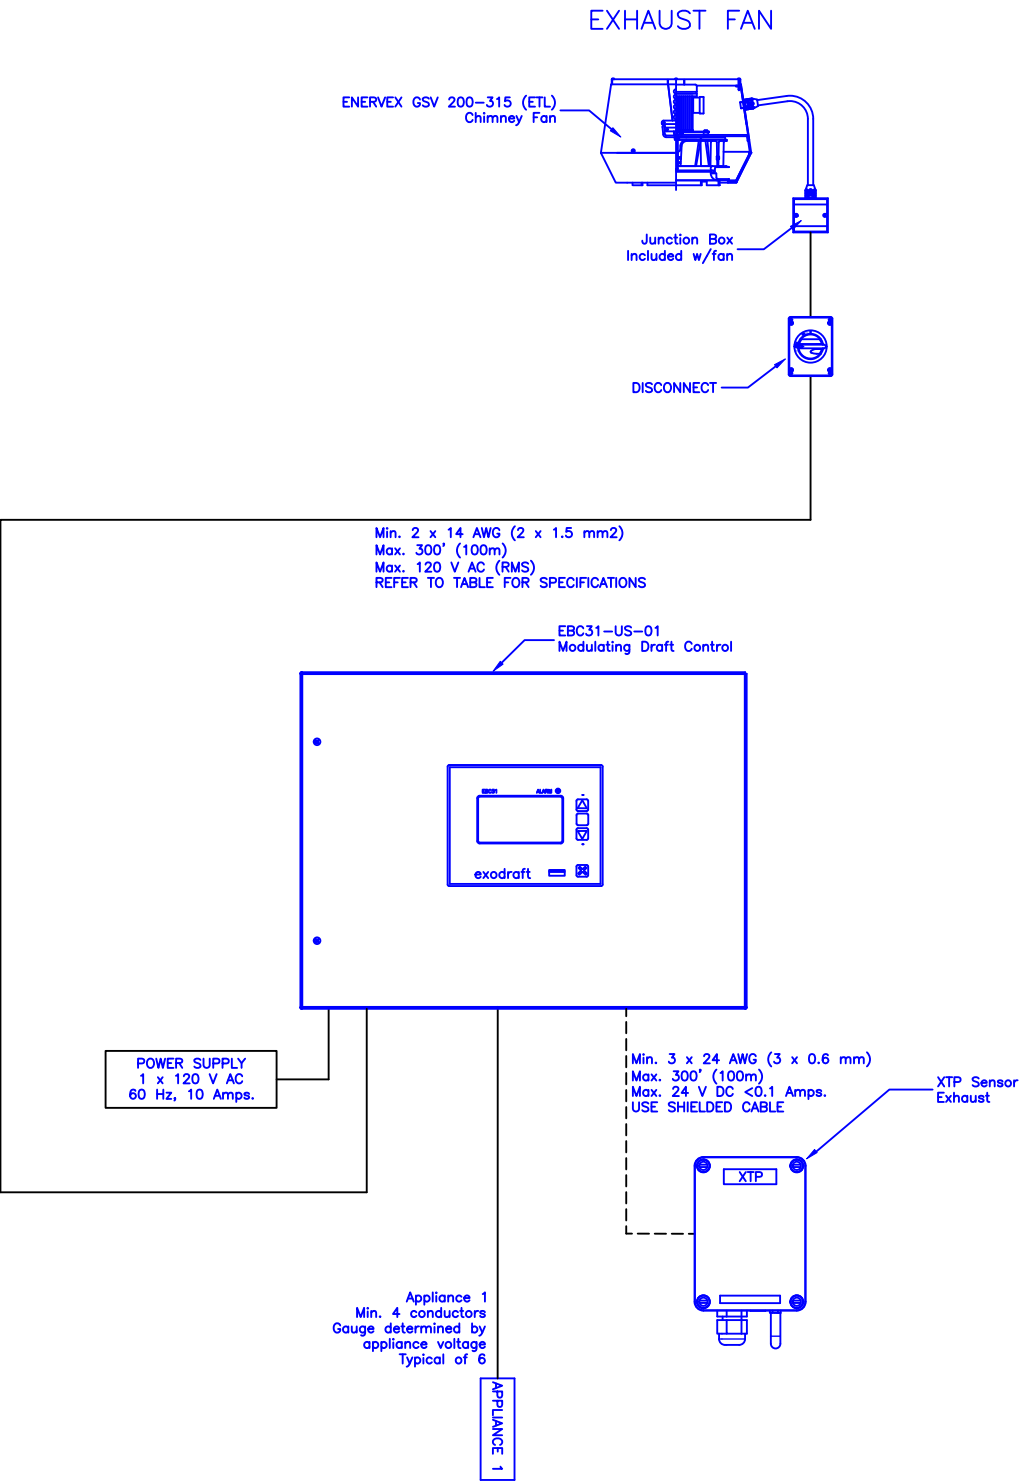 EXHAUST FAN
ENERVEX GSV 200-315 (ETL)
Chimney Fan
Junction Box
Included w/fan
DISCONNECT
Min. 2 x 14 AWG (2 x 1.5 mm2)
Max. 300' (100m)
Max. 120 V AC (RMS)
REFER TO TABLE FOR SPECIFICATIONS
EBC31-US-01
Modulating Draft Control
EBC31
ALARM
exodraft
POWER SUPPLY
1 x 120 V AC
60 Hz, 10 Amps.
Min. 3 x 24 AWG (3 x 0.6 mm)
Max. 300' (100m)
Max. 24 V DC <0.1 Amps.
USE SHIELDED CABLE
XTP Sensor
Exhaust
XTP
Appliance 1
Min. 4 conductors
Gauge determined by
appliance voltage
Typical of 6
APPLIANCE 1